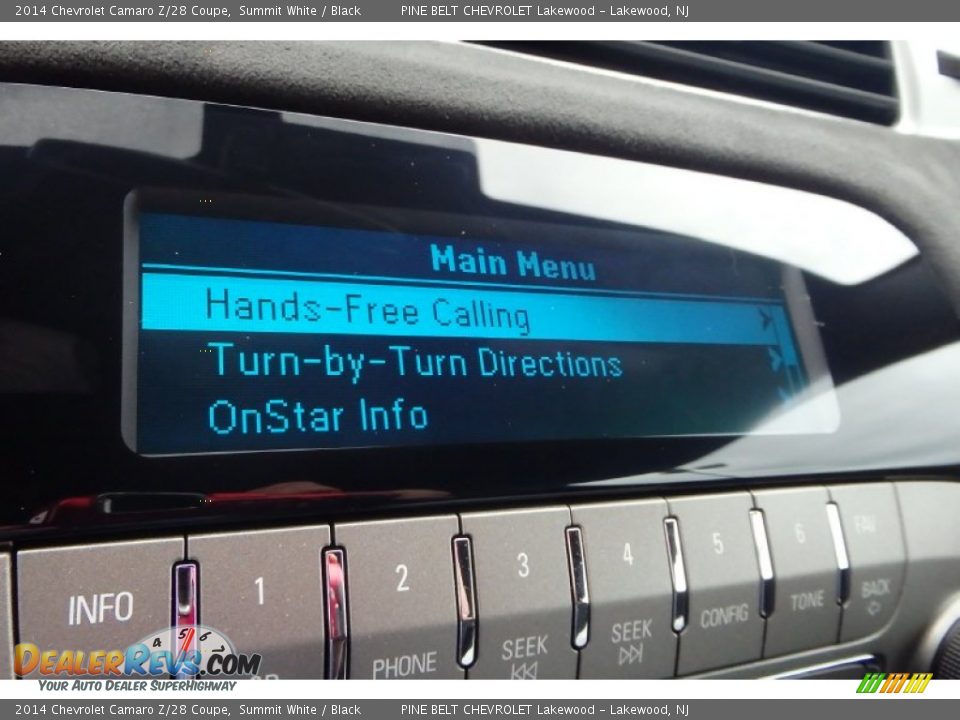 2014 Chevrolet Camaro Z/28 Coupe, Summit White / Black PINE BELT CHEVROLET Lakewood – Lakewood, NJ
Main Menu
Hands-Free Calling
Turn-by-Turn Directions
OnStar Info
INFO 1 2 3 4 5 6 FAV
PHONE SEEK SEEK CONFIG TONE BACK
4 5 6
DEALERREVS.COM
YOUR AUTO DEALER SUPERHIGHWAY
2014 Chevrolet Camaro Z/28 Coupe, Summit White / Black PINE BELT CHEVROLET Lakewood – Lakewood, NJ